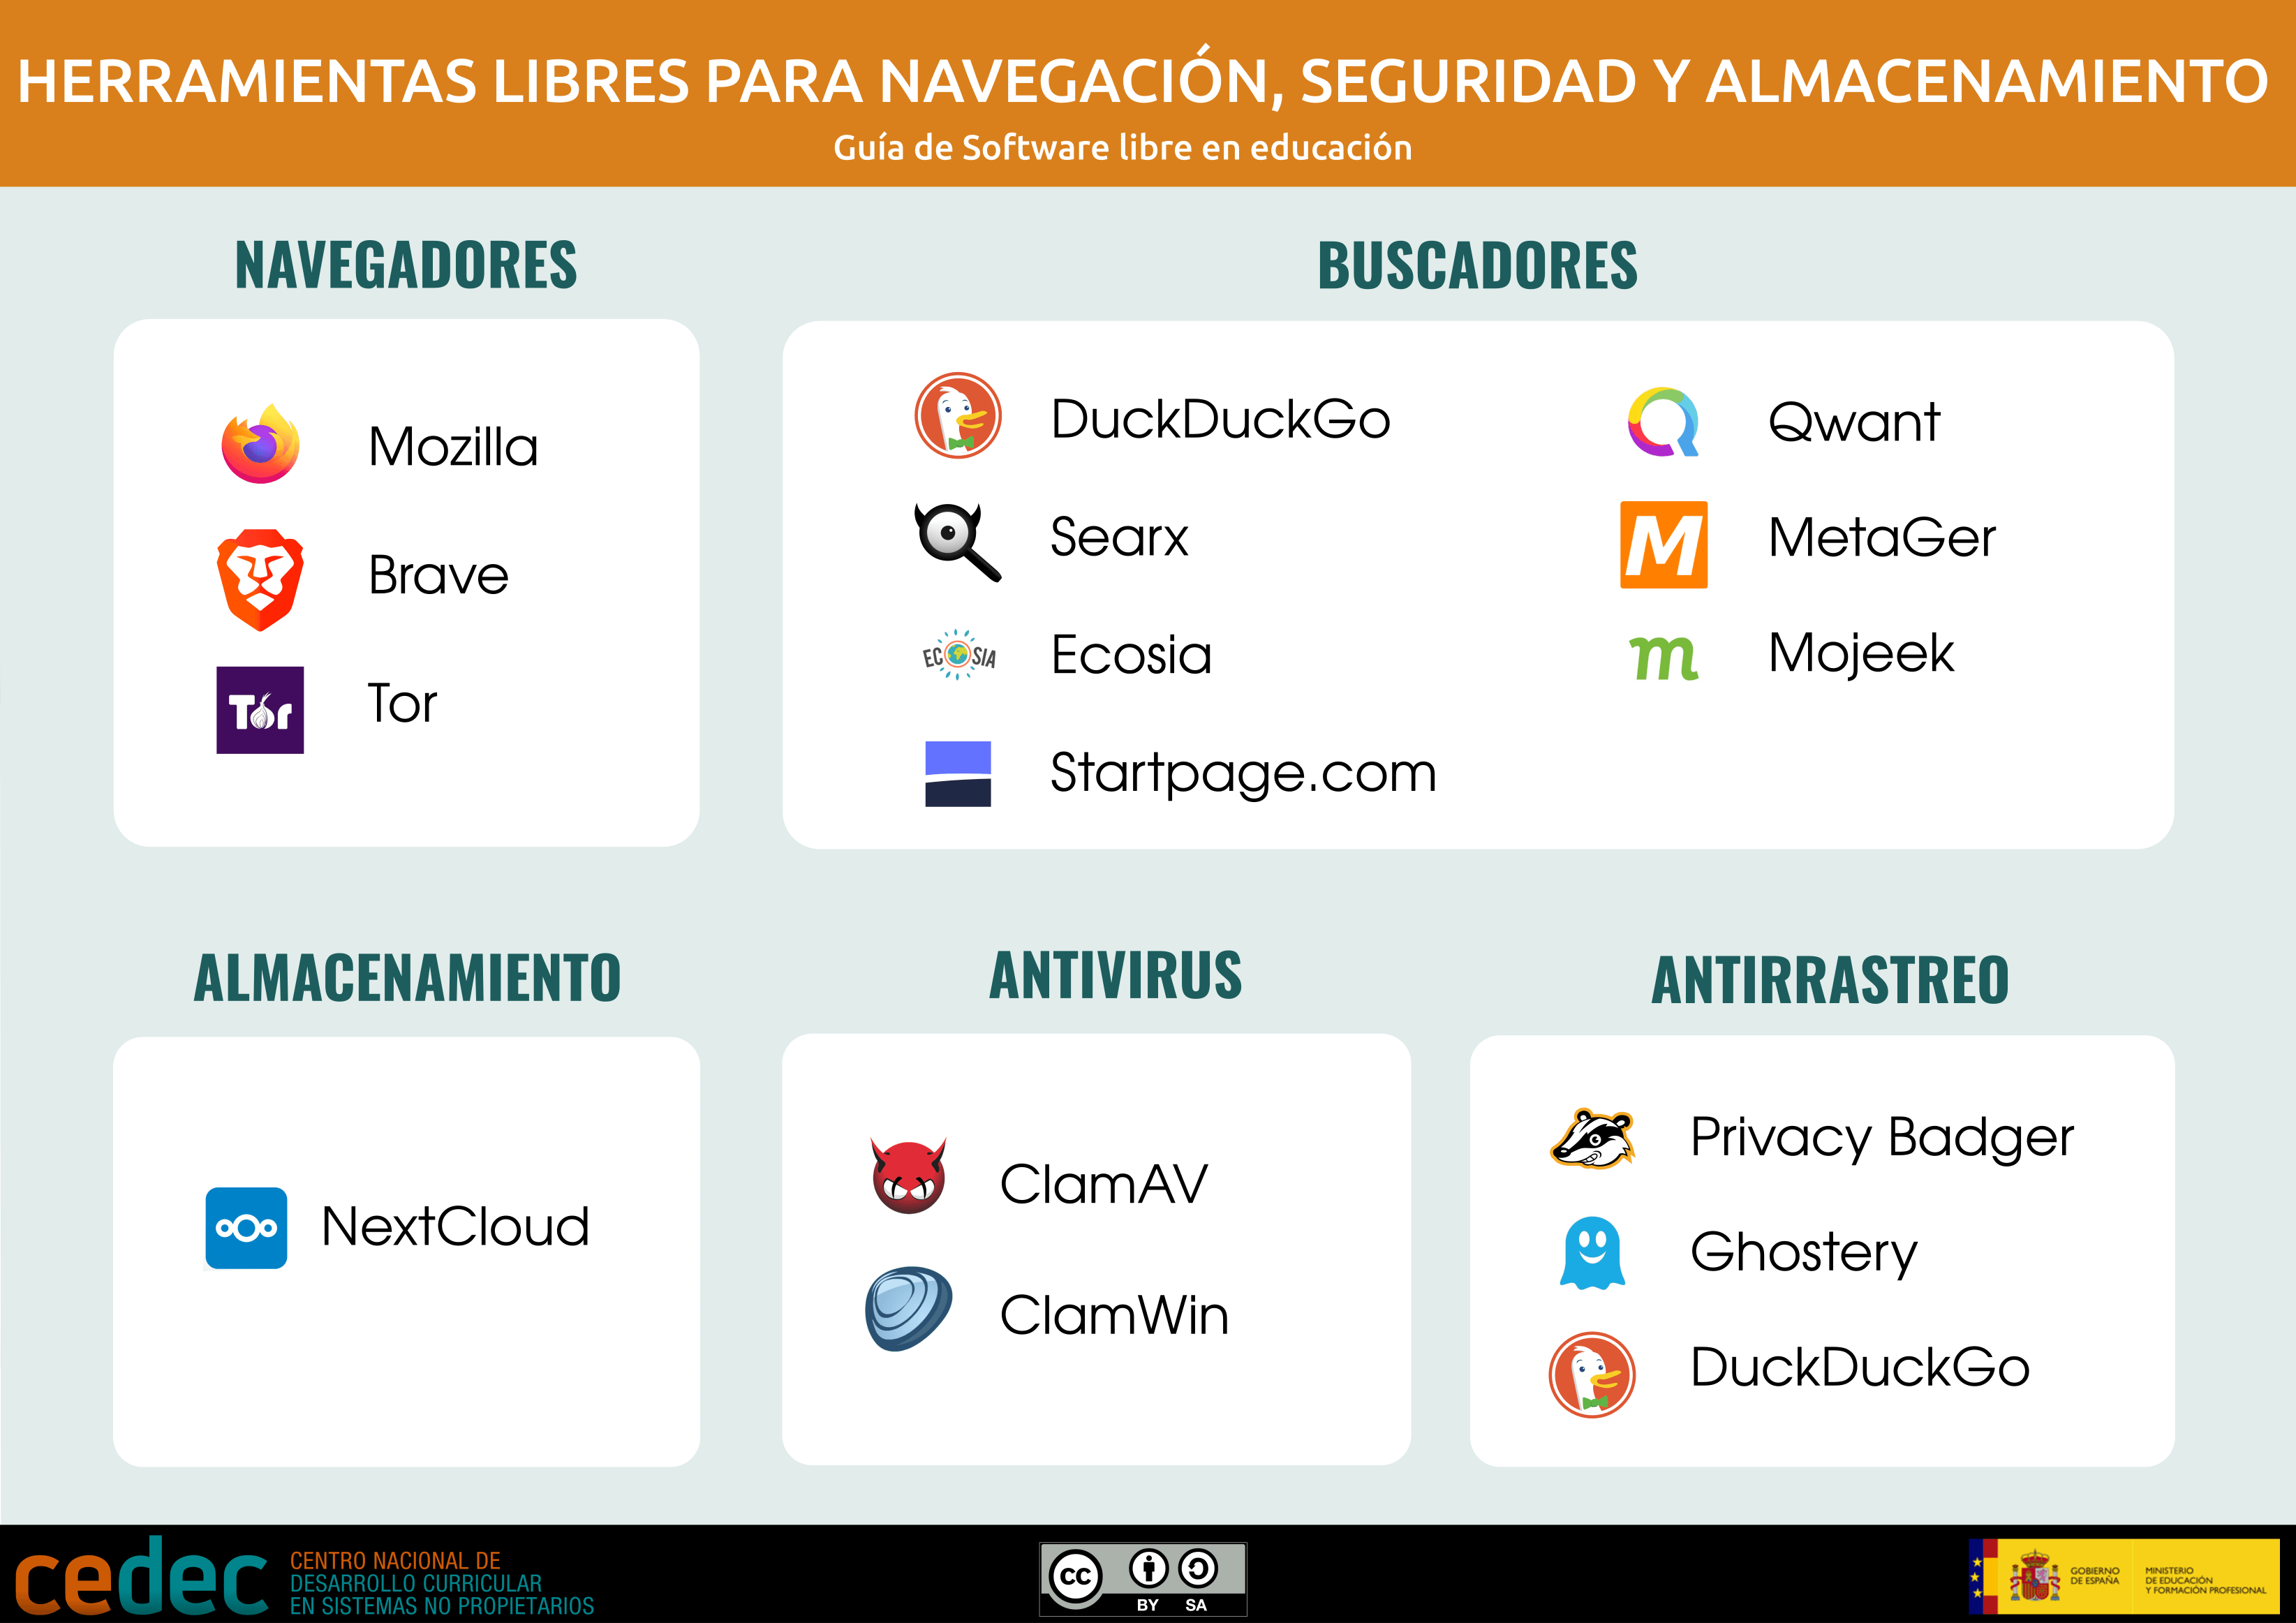 HERRAMIENTAS LIBRES PARA NAVEGACIÓN, SEGURIDAD Y ALMACENAMIENTO
Guía de Software libre en educación
NAVEGADORES
Mozilla
Brave
Tor
Tor
BUSCADORES
DuckDuckGo
Searx
ECOSIA
Ecosia
Startpage.com
Qwant
M
MetaGer
m
Mojeek
ALMACENAMIENTO
NextCloud
ANTIVIRUS
ClamAV
ClamWin
ANTIRRASTREO
Privacy Badger
Ghostery
DuckDuckGo
cedec
CENTRO NACIONAL DE
DESARROLLO CURRICULAR
EN SISTEMAS NO PROPIETARIOS
cc
BY SA
GOBIERNO
DE ESPAÑA
MINISTERIO
DE EDUCACIÓN
Y FORMACIÓN PROFESIONAL